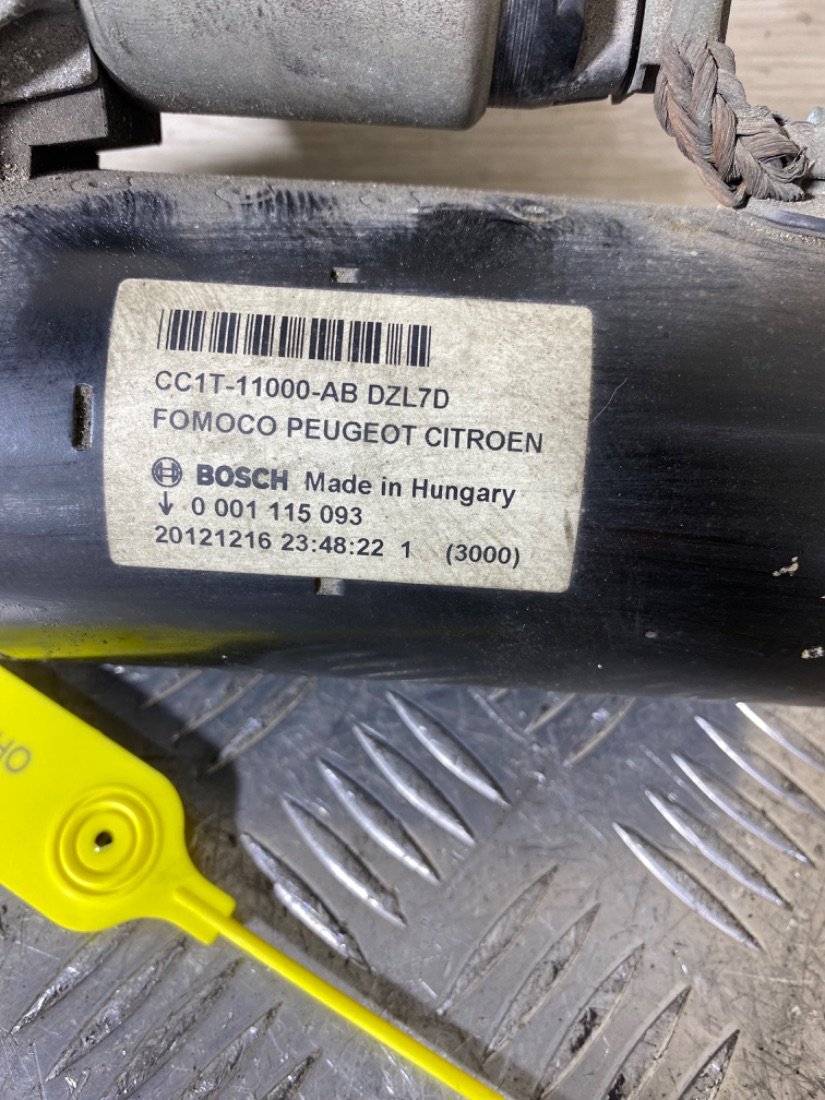 CC1T-11000-AB DZL7D
FOMOCO PEUGEOT CITROEN
BOSCH Made in Hungary
↓ 0 001 115 093
20121216 23:48:22 1 (3000)